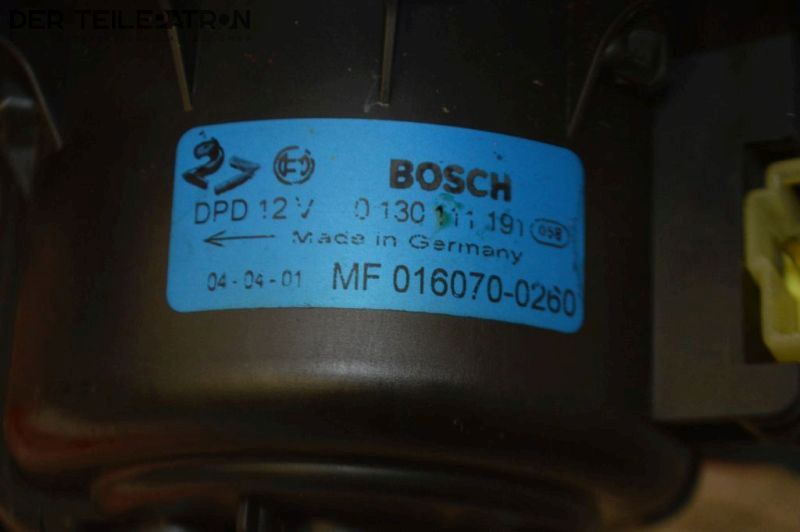 DER TEILEPATRON
2>
BOSCH
DPD 12 V 0 130 111 191 058
Made in Germany
04-04-01 MF 016070-0260